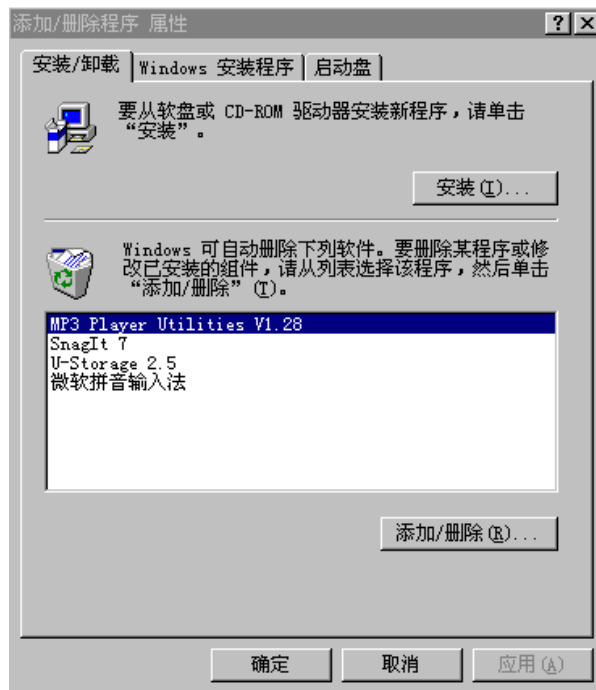 添加/删除程序 属性
安装/卸载 Windows 安装程序 启动盘
要从软盘或 CD-ROM 驱动器安装新程序，请单击
“安装”。
安装(I)...
Windows 可自动删除下列软件。要删除某程序或修
改已安装的组件，请从列表选择该程序，然后单击
“添加/删除”(T)。
MP3 Player Utilities V1.28
SnagIt 7
U-Storage 2.5
微软拼音输入法
添加/删除(R)...
确定 取消 应用(A)